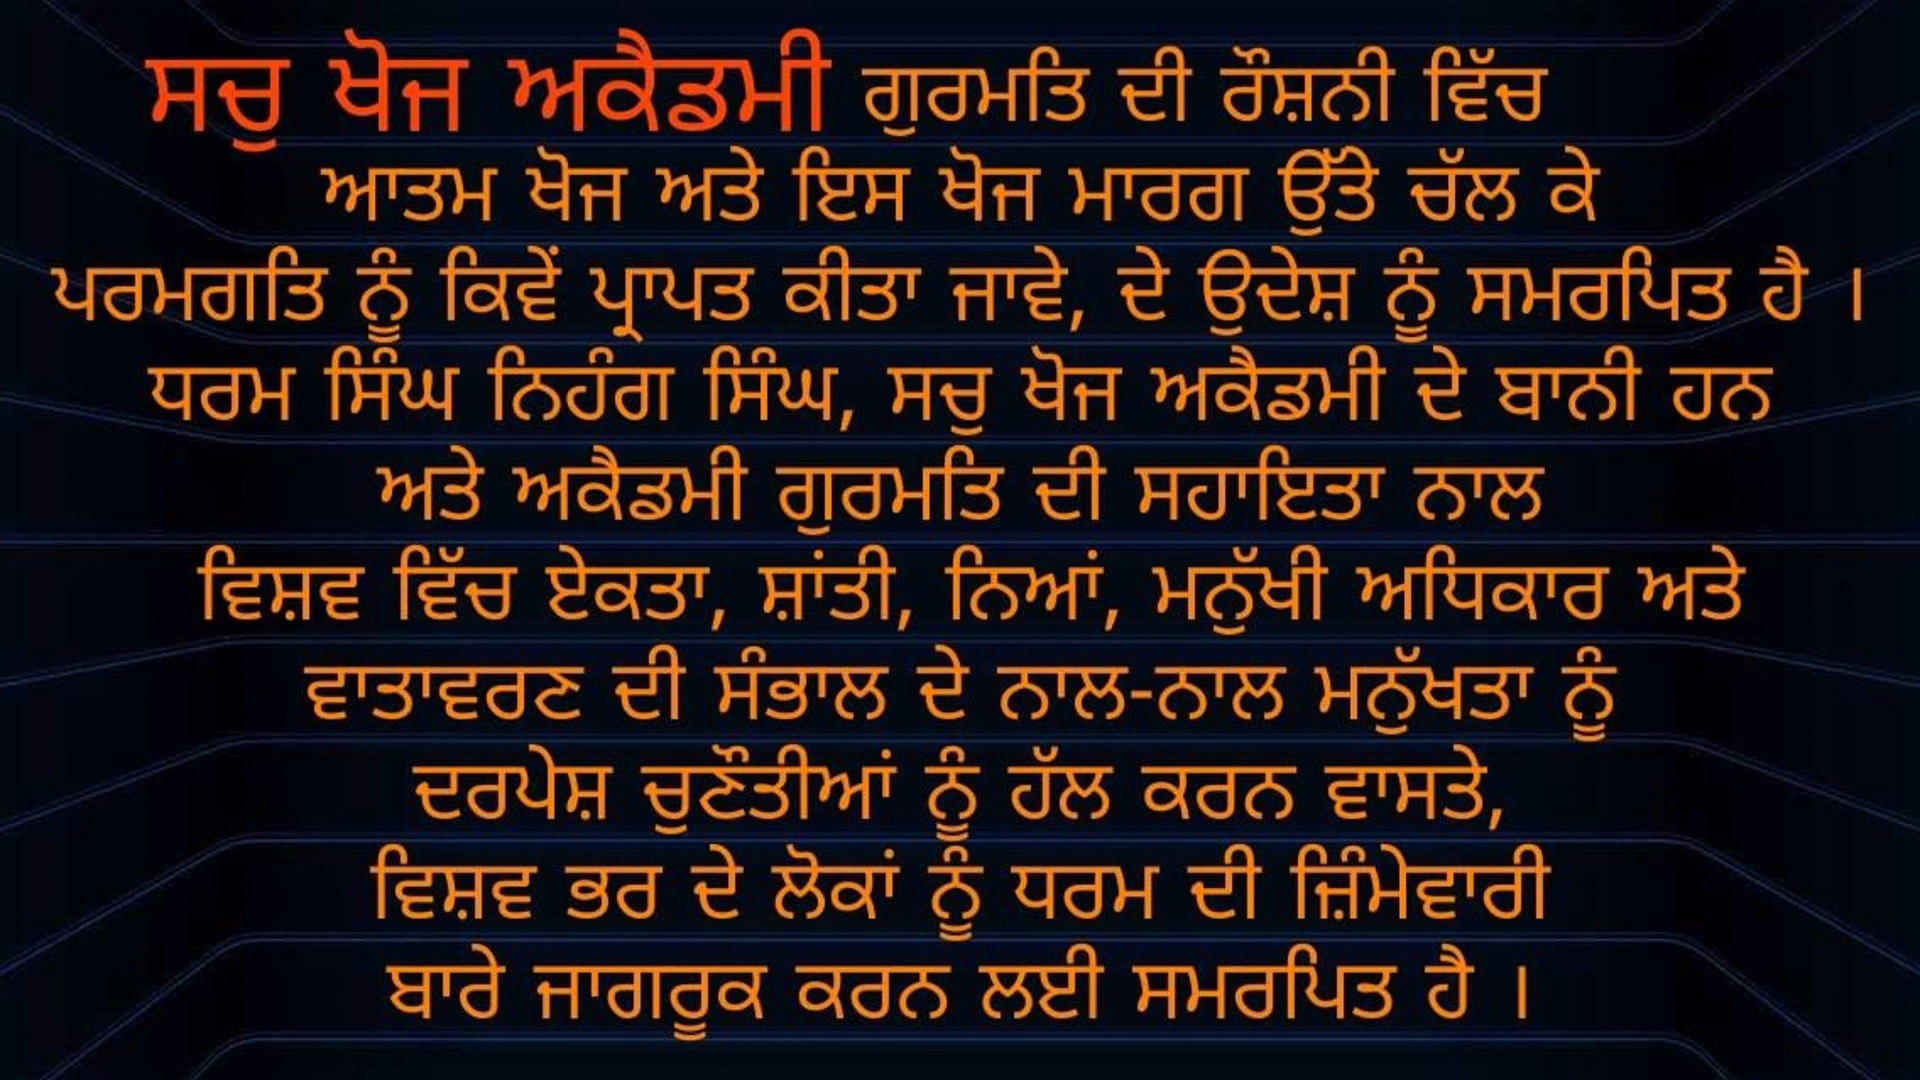 ਸਚੁ ਖੋਜ ਅਕੈਡਮੀ ਗੁਰਮਤਿ ਦੀ ਰੌਸ਼ਨੀ ਵਿੱਚ
ਆਤਮ ਖੋਜ ਅਤੇ ਇਸ ਖੋਜ ਮਾਰਗ ਉੱਤੇ ਚੱਲ ਕੇ
ਪਰਮਗਤਿ ਨੂੰ ਕਿਵੇਂ ਪ੍ਰਾਪਤ ਕੀਤਾ ਜਾਵੇ, ਦੇ ਉਦੇਸ਼ ਨੂੰ ਸਮਰਪਿਤ ਹੈ ।
ਧਰਮ ਸਿੰਘ ਨਿਹੰਗ ਸਿੰਘ, ਸਚੁ ਖੋਜ ਅਕੈਡਮੀ ਦੇ ਬਾਨੀ ਹਨ
ਅਤੇ ਅਕੈਡਮੀ ਗੁਰਮਤਿ ਦੀ ਸਹਾਇਤਾ ਨਾਲ
ਵਿਸ਼ਵ ਵਿੱਚ ਏਕਤਾ, ਸ਼ਾਂਤੀ, ਨਿਆਂ, ਮਨੁੱਖੀ ਅਧਿਕਾਰ ਅਤੇ
ਵਾਤਾਵਰਣ ਦੀ ਸੰਭਾਲ ਦੇ ਨਾਲ-ਨਾਲ ਮਨੁੱਖਤਾ ਨੂੰ
ਦਰਪੇਸ਼ ਚੁਣੌਤੀਆਂ ਨੂੰ ਹੱਲ ਕਰਨ ਵਾਸਤੇ,
ਵਿਸ਼ਵ ਭਰ ਦੇ ਲੋਕਾਂ ਨੂੰ ਧਰਮ ਦੀ ਜ਼ਿੰਮੇਵਾਰੀ
ਬਾਰੇ ਜਾਗਰੂਕ ਕਰਨ ਲਈ ਸਮਰਪਿਤ ਹੈ ।